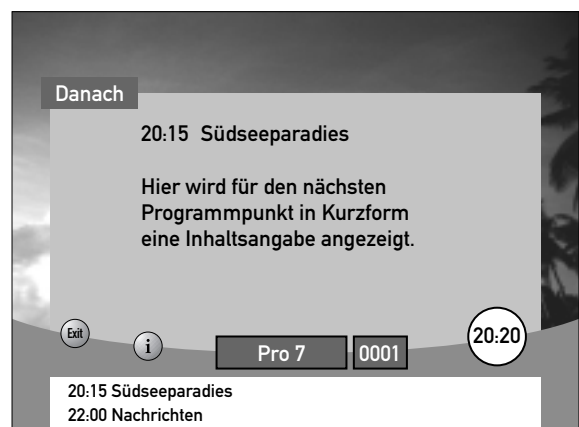 Danach
20:15 Südseeparadies
Hier wird für den nächsten
Programmpunkt in Kurzform
eine Inhaltsangabe angezeigt.
Exit
i
Pro 7
0001
20:20
20:15 Südseeparadies
22:00 Nachrichten